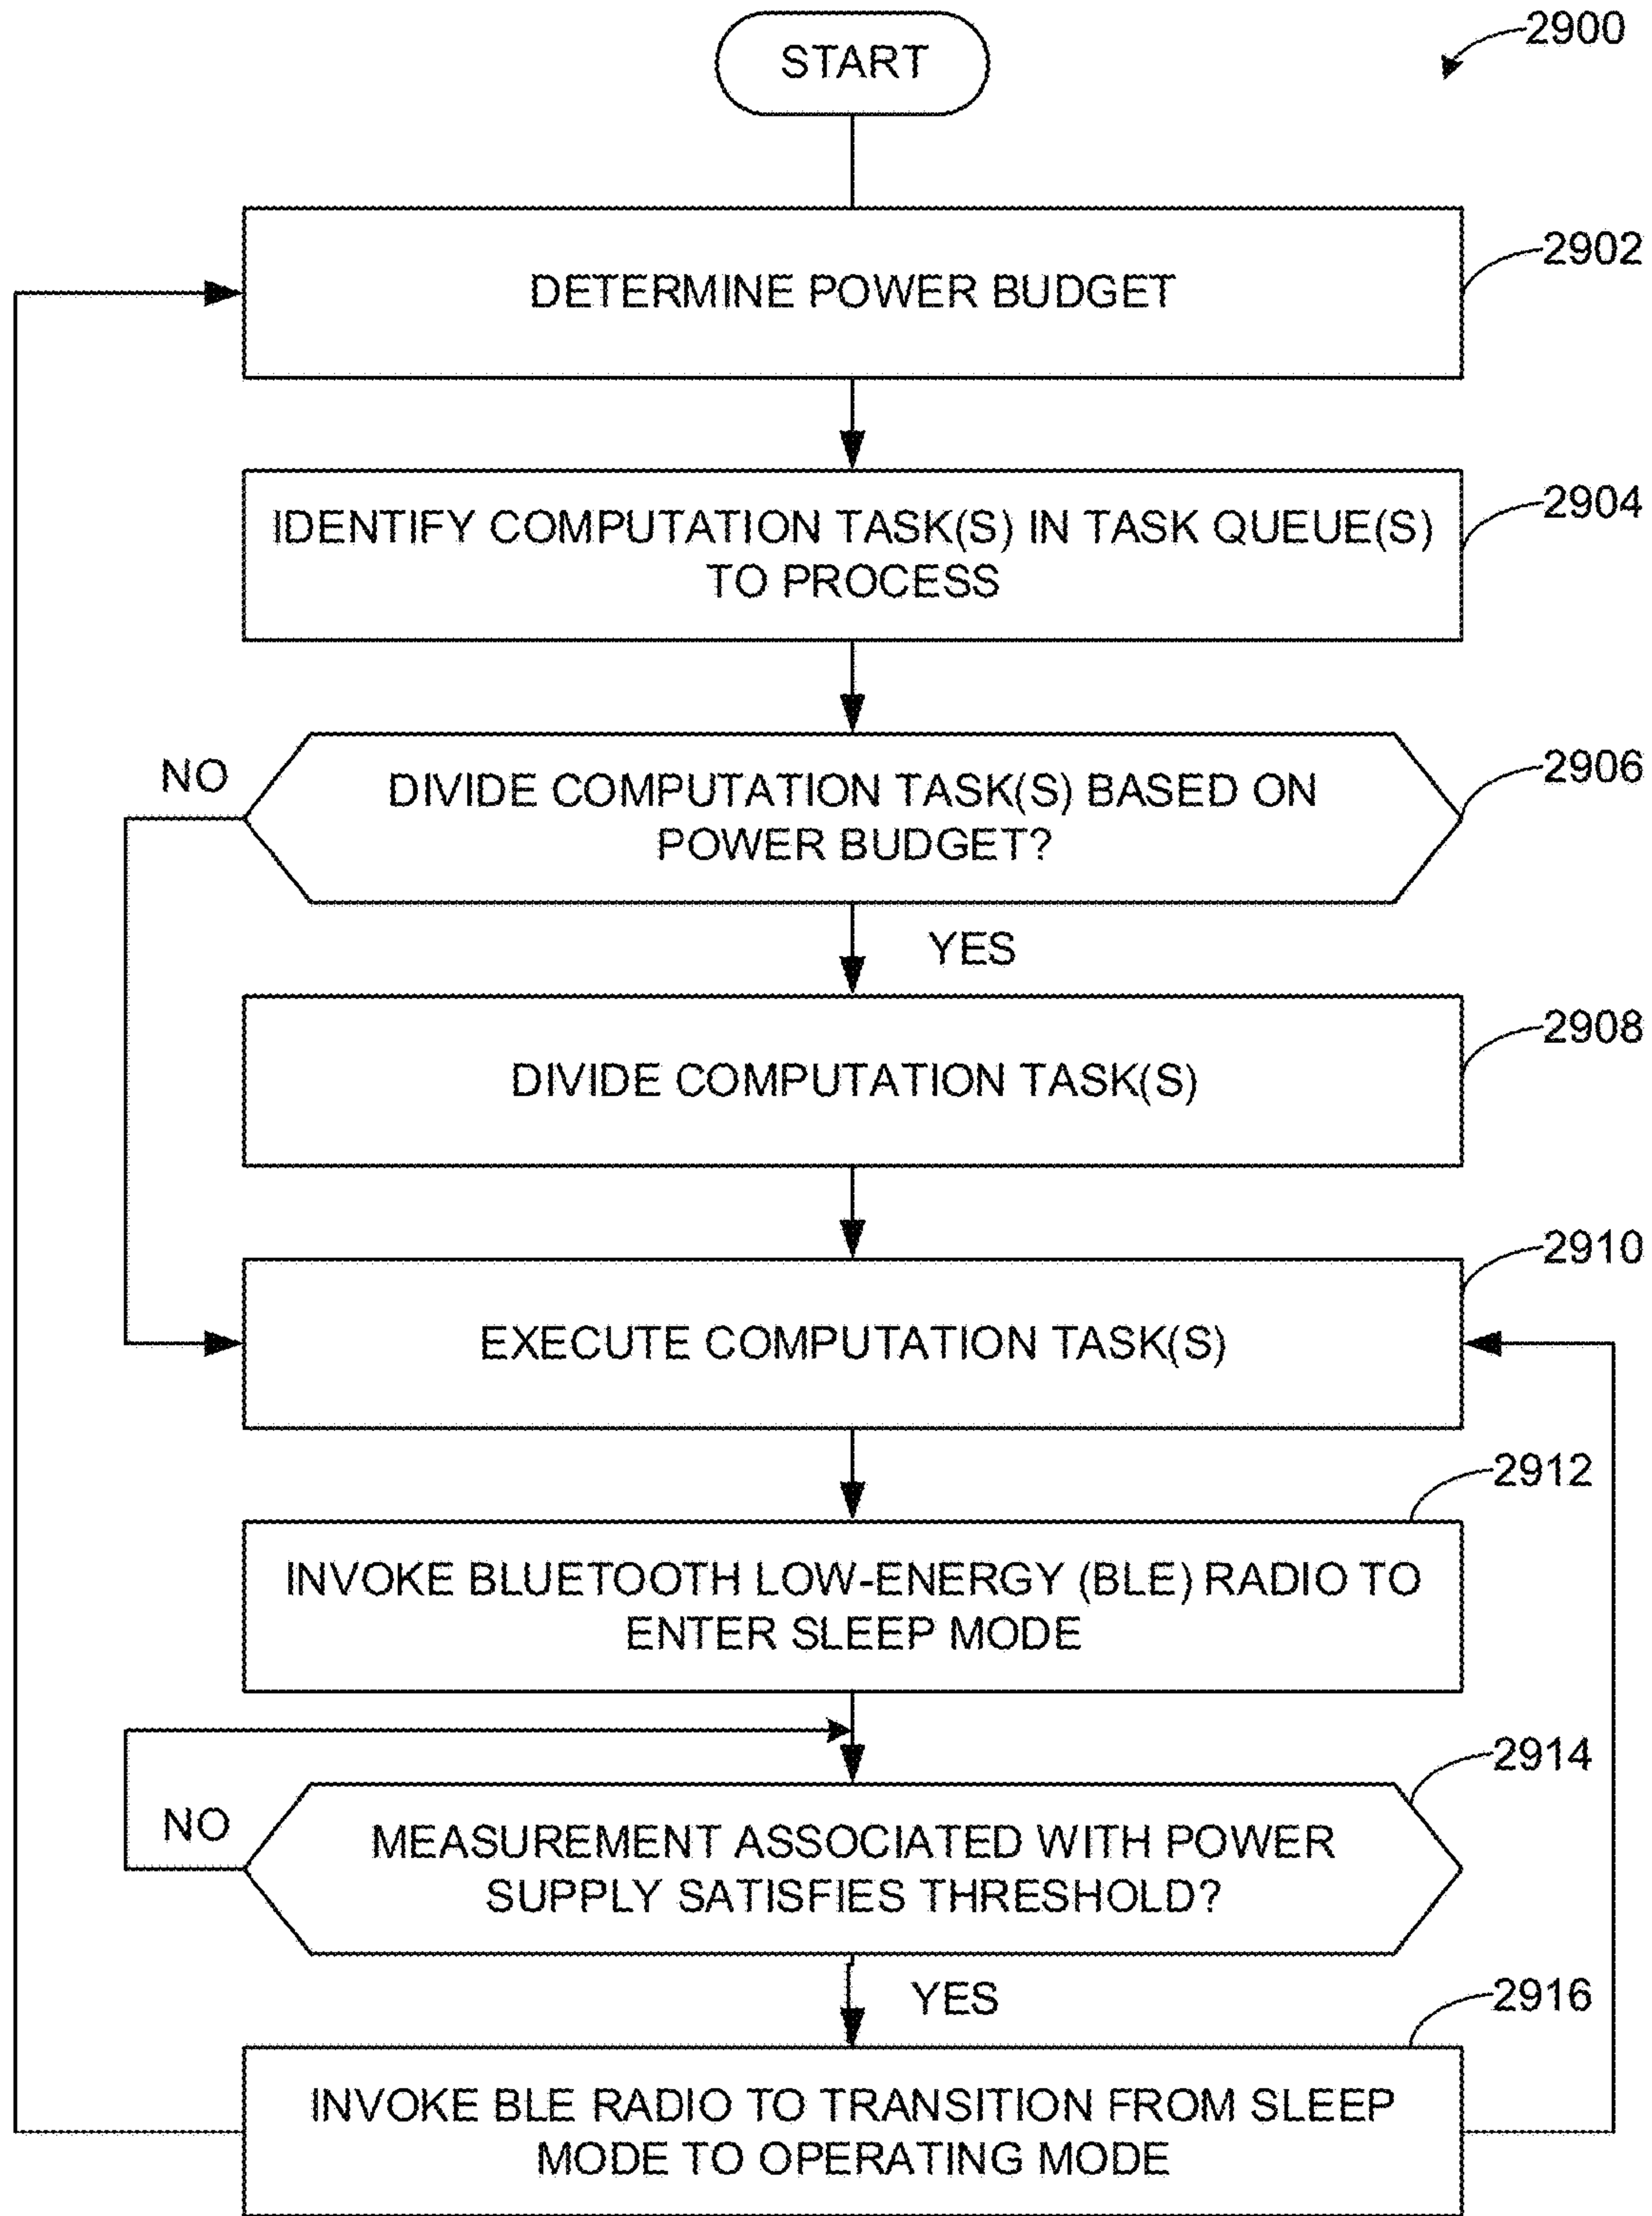 START
2900
DETERMINE POWER BUDGET
2902
IDENTIFY COMPUTATION TASK(S) IN TASK QUEUE(S)
TO PROCESS
2904
NO
DIVIDE COMPUTATION TASK(S) BASED ON
POWER BUDGET?
2906
YES
DIVIDE COMPUTATION TASK(S)
2908
EXECUTE COMPUTATION TASK(S)
2910
INVOKE BLUETOOTH LOW-ENERGY (BLE) RADIO TO
ENTER SLEEP MODE
2912
NO
MEASUREMENT ASSOCIATED WITH POWER
SUPPLY SATISFIES THRESHOLD?
2914
YES
INVOKE BLE RADIO TO TRANSITION FROM SLEEP
MODE TO OPERATING MODE
2916